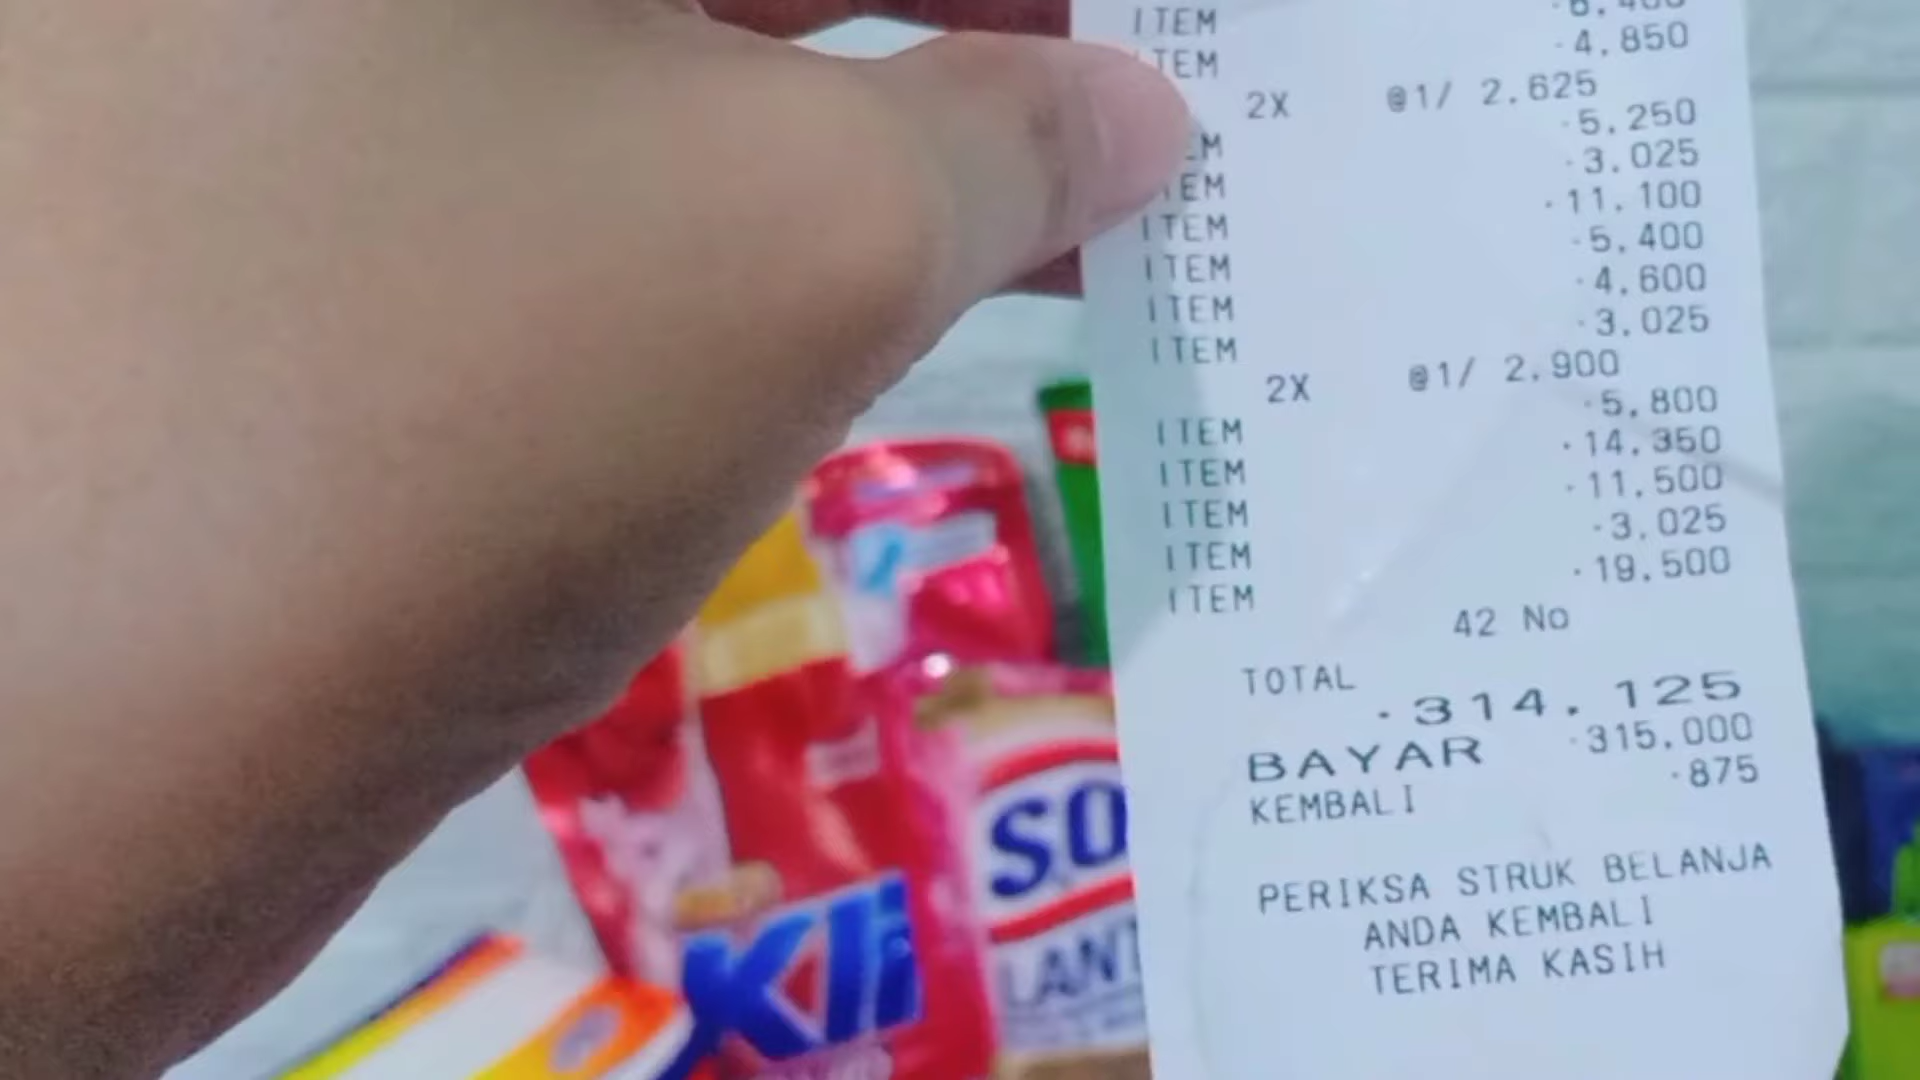 ITEM
4.850
2X @1/ 2.625
5.250
3.025
ITEM 11.100
ITEM 5.400
ITEM 4.600
ITEM 3.025
2X @1/ 2.900
ITEM 5.800
ITEM 14.350
ITEM 11.500
ITEM 3.025
ITEM 19.500
42 No
TOTAL
·314.125
BAYAR ·315.000
KEMBALI ·875
PERIKSA STRUK BELANJA
ANDA KEMBALI
TERIMA KASIH
Kli
SO
LANT